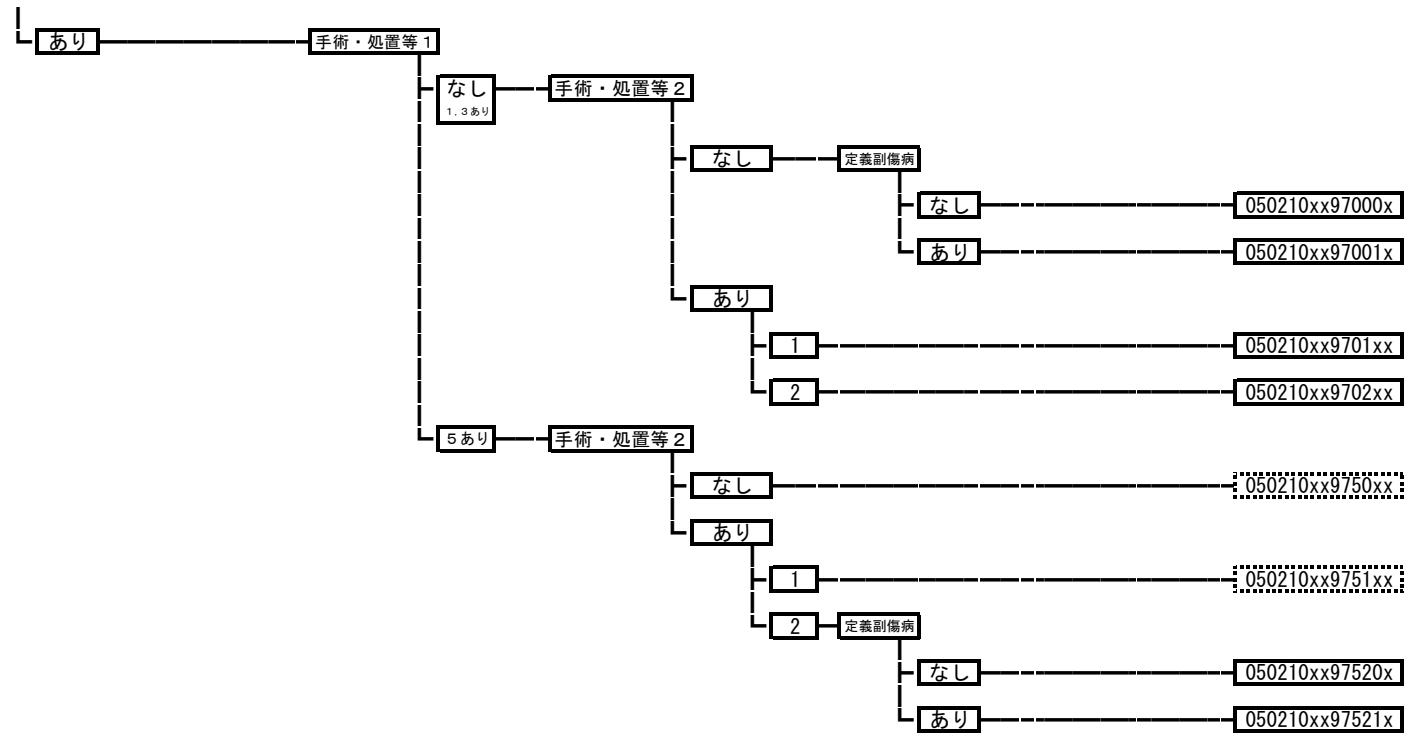 あり
手術・処置等１
なし
１，３あり
手術・処置等２
なし
定義副傷病
なし
050210xx97000x
あり
050210xx97001x
あり
1
050210xx9701xx
2
050210xx9702xx
５あり
手術・処置等２
なし
050210xx9750xx
あり
1
050210xx9751xx
2
定義副傷病
なし
050210xx97520x
あり
050210xx97521x